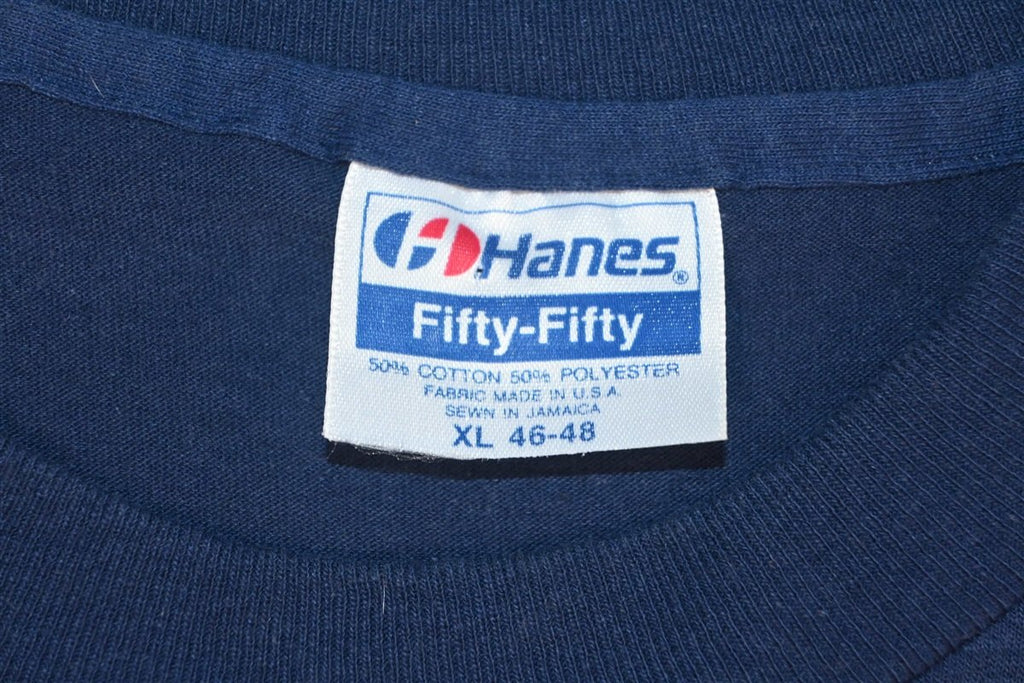 Hanes®
Fifty-Fifty
50% COTTON 50% POLYESTER
FABRIC MADE IN U.S.A.
SEWN IN JAMAICA
XL 46-48